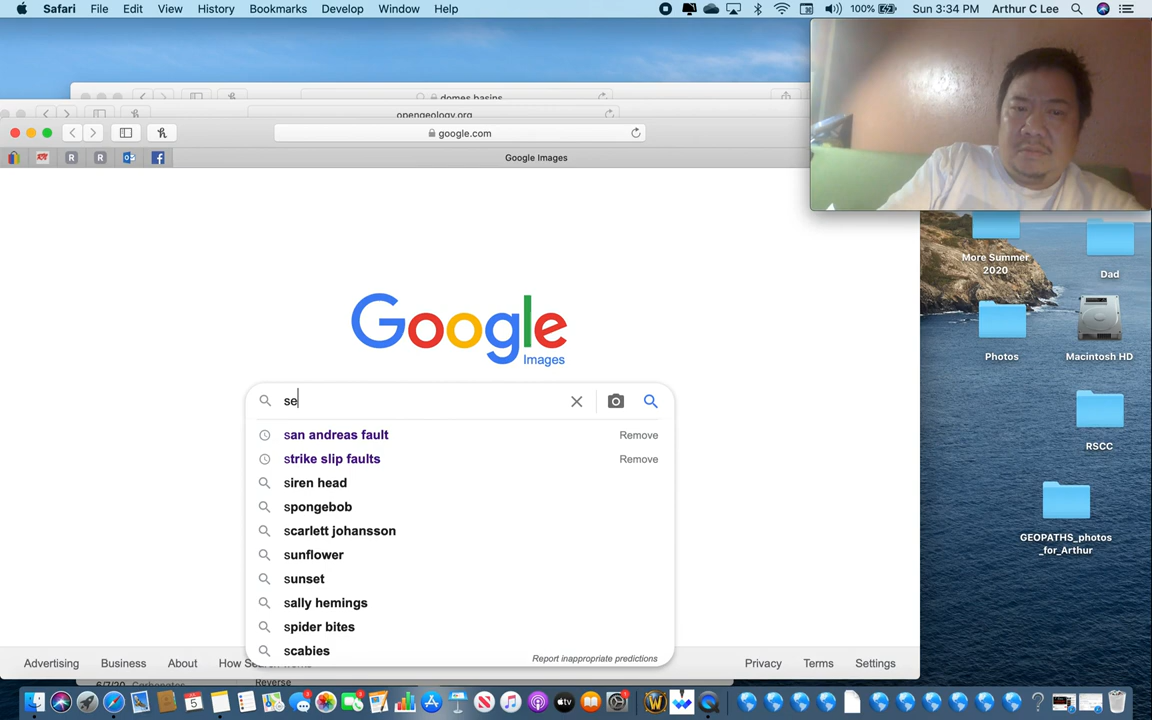 Safari File Edit View History Bookmarks Develop Window Help 100% Sun 3:34 PM Arthur C Lee
domes basins
opengeology.org
google.com
Google Images
More Summer
2020
Dad
Photos
Macintosh HD
RSCC
GEOPATHS_photos
_for_Arthur
Google
Images
se
san andreas fault Remove
strike slip faults Remove
siren head
spongebob
scarlett johansson
sunflower
sunset
sally hemings
spider bites
scabies
Report inappropriate predictions
Advertising Business About How Search works Privacy Terms Settings
Reverse